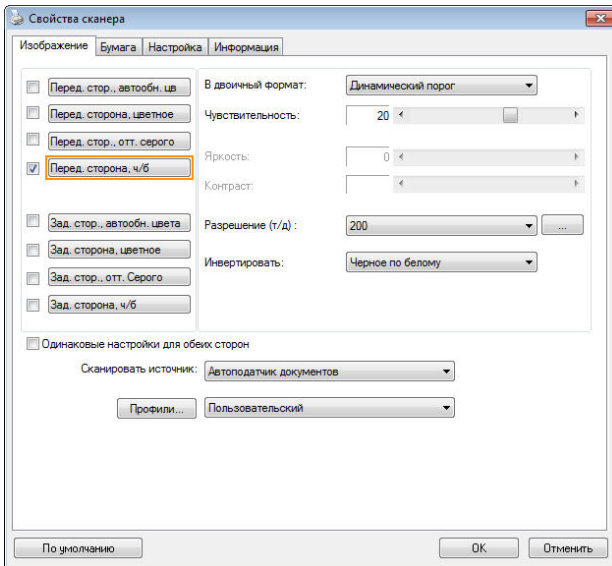 Свойства сканера
Изображение Бумага Настройка Информация
Перед. стор., автообн. цв
Перед. сторона, цветное
Перед. стор., отт. серого
Перед. сторона, ч/б
Зад. стор., автообн. цвета
Зад. сторона, цветное
Зад. стор., отт. Серого
Зад. сторона, ч/б
В двоичный формат: Динамический порог
Чувствительность: 20
Яркость: 0
Контраст:
Разрешение (т/д) : 200 ...
Инвертировать: Черное по белому
Одинаковые настройки для обеих сторон
Сканировать источник: Автоподатчик документов
Профили... Пользовательский
По умолчанию OK Отменить